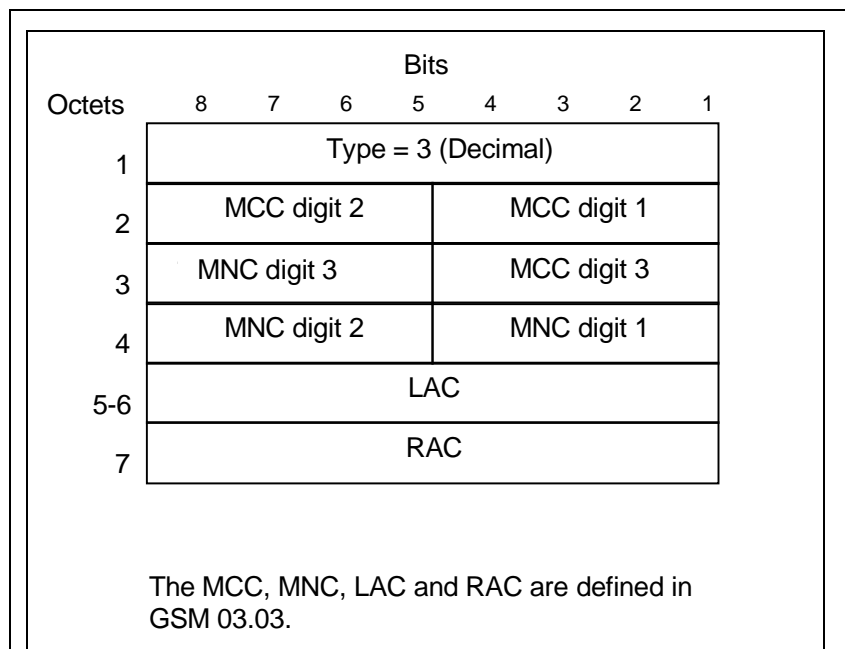 Bits
Octets 8 7 6 5 4 3 2 1
1 Type = 3 (Decimal)
2 MCC digit 2 MCC digit 1
3 MNC digit 3 MCC digit 3
4 MNC digit 2 MNC digit 1
5-6 LAC
7 RAC
The MCC, MNC, LAC and RAC are defined in
GSM 03.03.